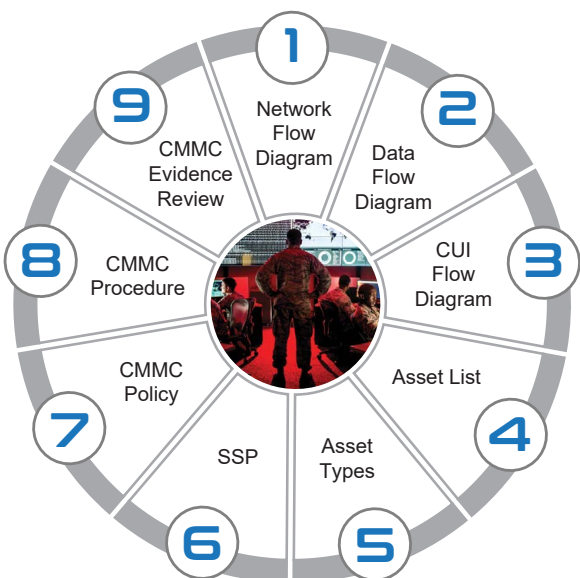 1
Network
Flow
Diagram
2
Data
Flow
Diagram
3
CUI
Flow
Diagram
4
Asset List
5
Asset
Types
6
SSP
7
CMMC
Policy
8
CMMC
Procedure
9
CMMC
Evidence
Review